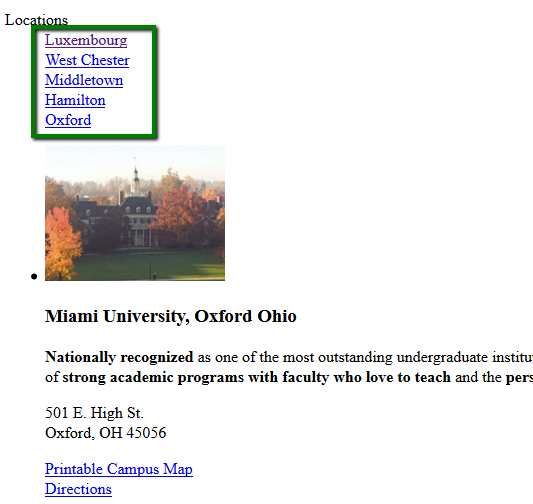 Locations
Luxembourg
West Chester
Middletown
Hamilton
Oxford
Miami University, Oxford Ohio
Nationally recognized as one of the most outstanding undergraduate institu
of strong academic programs with faculty who love to teach and the pers
501 E. High St.
Oxford, OH 45056
Printable Campus Map
Directions